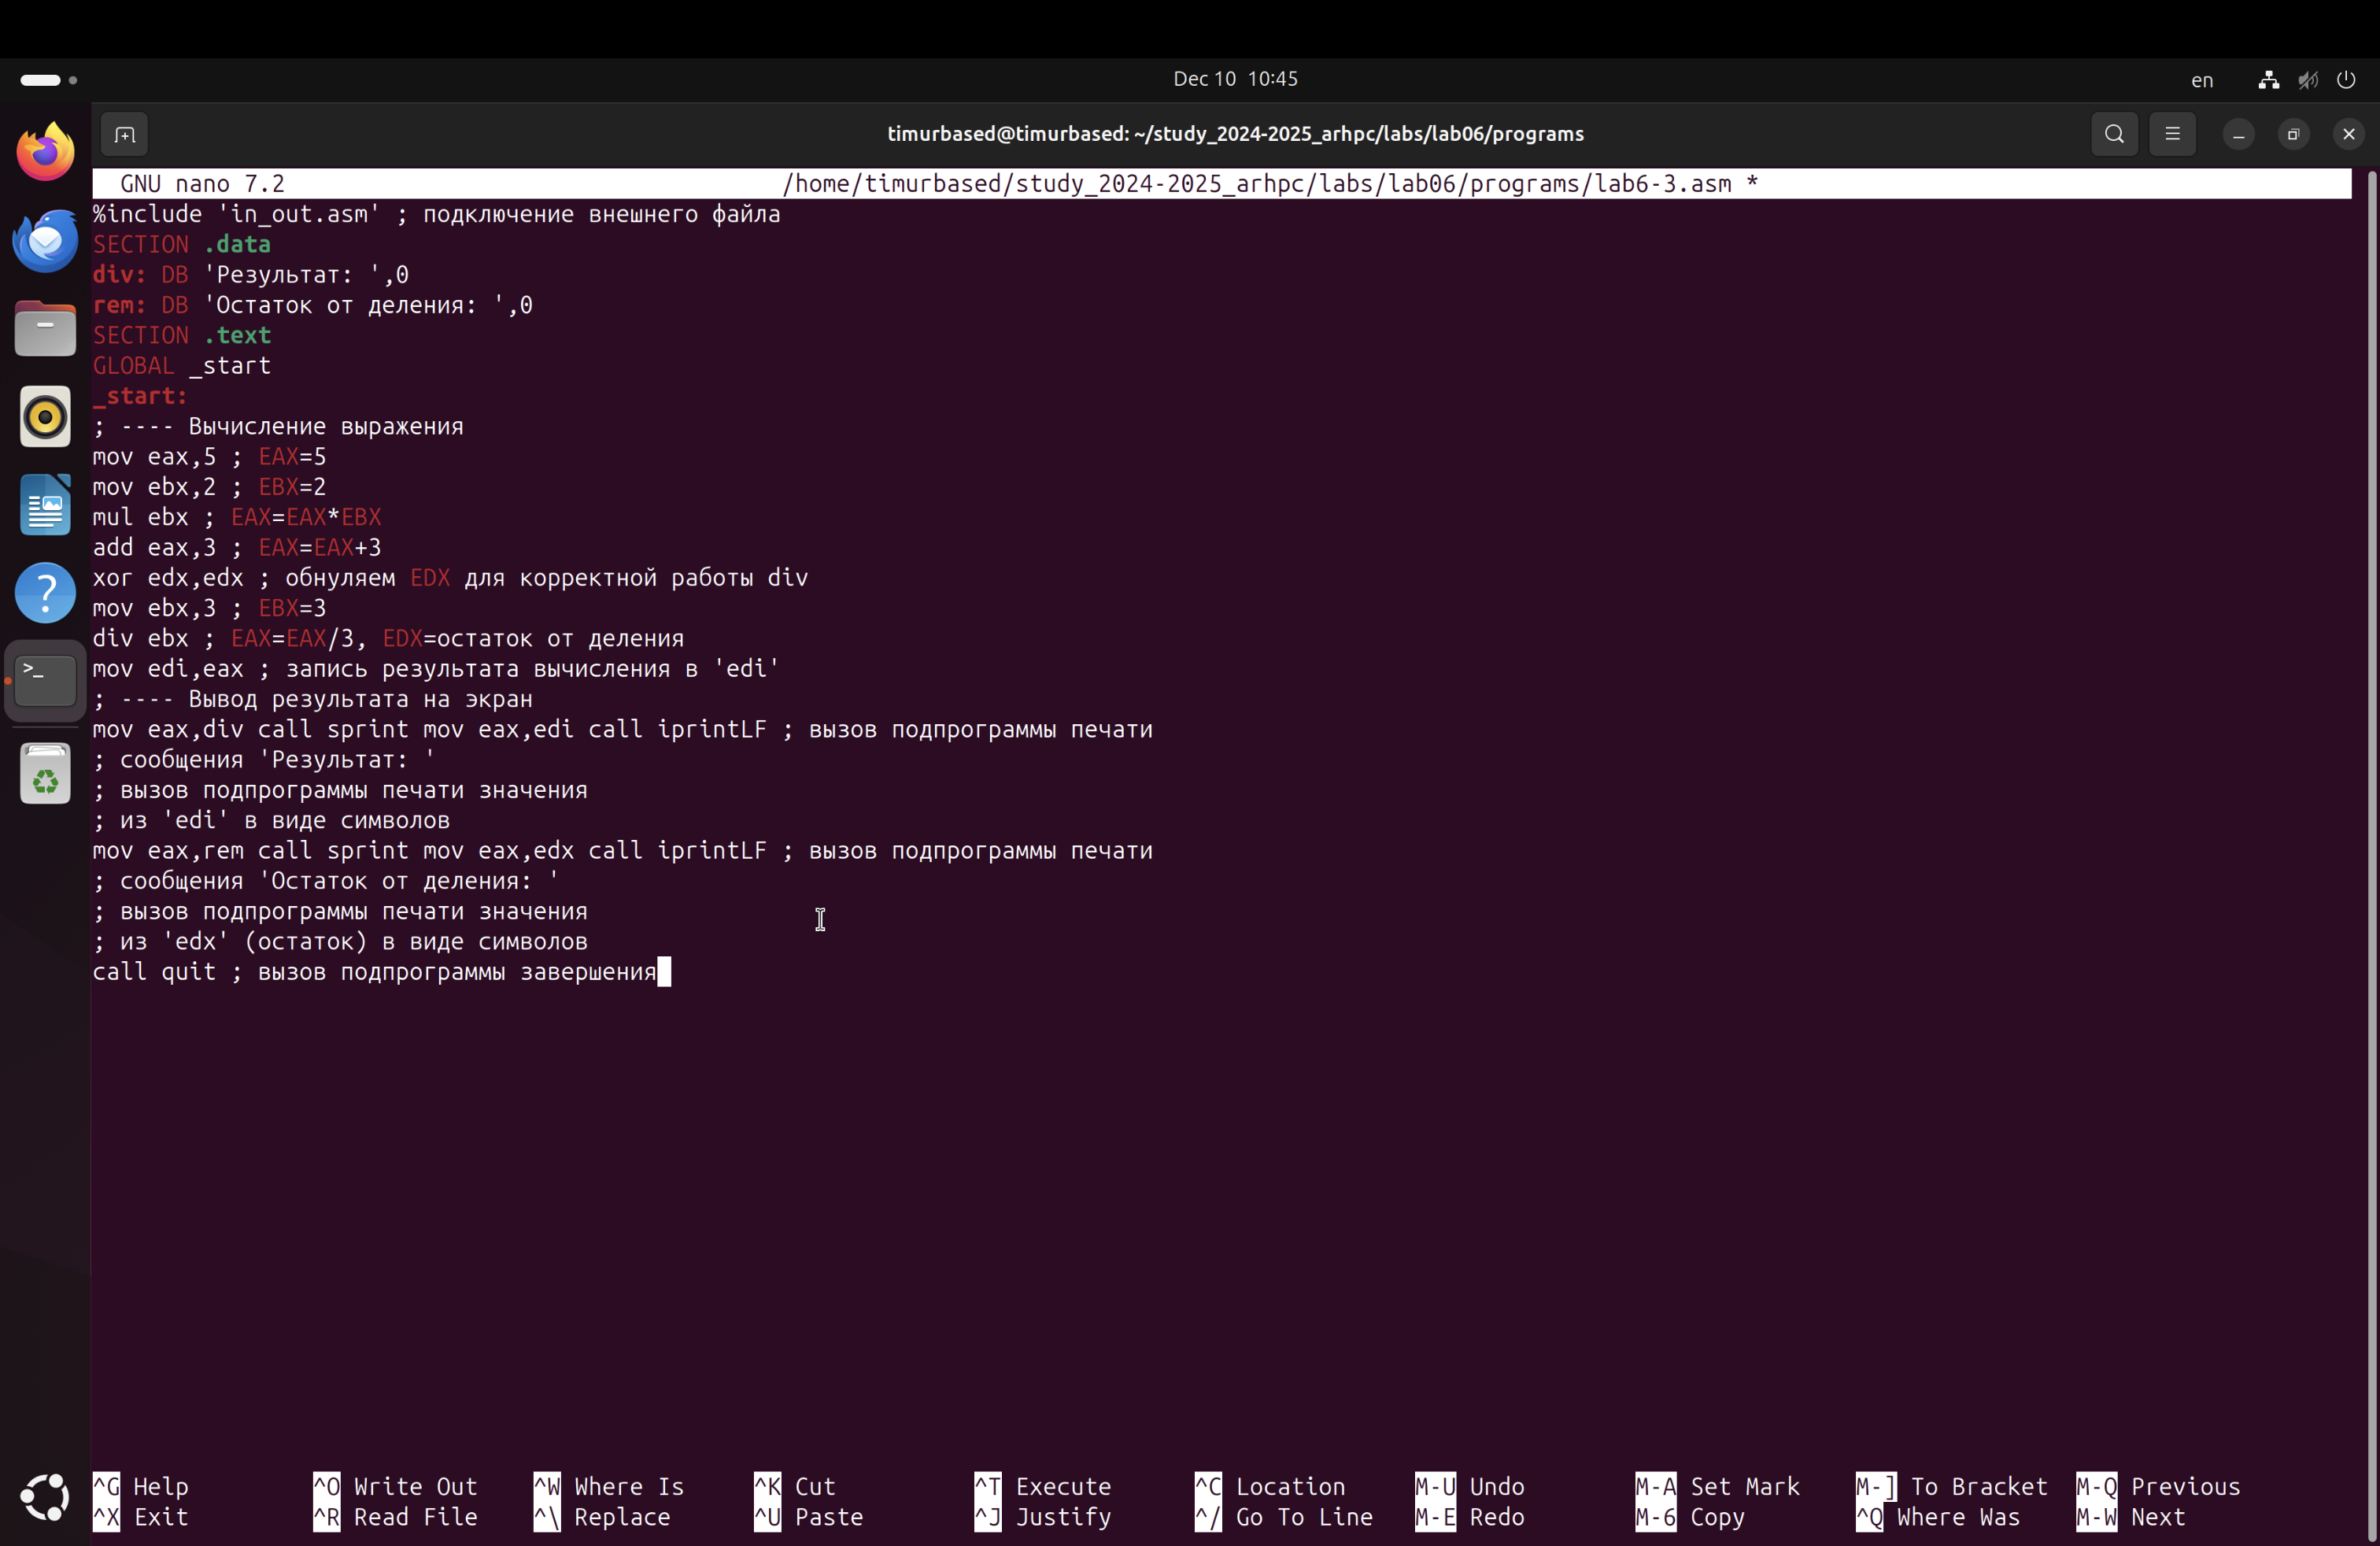 Dec 10 10:45
en
timurbased@timurbased: ~/study_2024-2025_arhpc/labs/lab06/programs
GNU nano 7.2 /home/timurbased/study_2024-2025_arhpc/labs/lab06/programs/lab6-3.asm *
%include 'in_out.asm' ; подключение внешнего файла
SECTION .data
div: DB 'Результат: ',0
rem: DB 'Остаток от деления: ',0
SECTION .text
GLOBAL _start
_start:
; ---- Вычисление выражения
mov eax,5 ; EAX=5
mov ebx,2 ; EBX=2
mul ebx ; EAX=EAX*EBX
add eax,3 ; EAX=EAX+3
xor edx,edx ; обнуляем EDX для корректной работы div
mov ebx,3 ; EBX=3
div ebx ; EAX=EAX/3, EDX=остаток от деления
mov edi,eax ; запись результата вычисления в 'edi'
; ---- Вывод результата на экран
mov eax,div call sprint mov eax,edi call iprintLF ; вызов подпрограммы печати
; сообщения 'Результат: '
; вызов подпрограммы печати значения
; из 'edi' в виде символов
mov eax,rem call sprint mov eax,edx call iprintLF ; вызов подпрограммы печати
; сообщения 'Остаток от деления: '
; вызов подпрограммы печати значения
; из 'edx' (остаток) в виде символов
call quit ; вызов подпрограммы завершения
^G Help ^O Write Out ^W Where Is ^K Cut ^T Execute ^C Location M-U Undo M-A Set Mark M-] To Bracket M-Q Previous
^X Exit ^R Read File ^\ Replace ^U Paste ^J Justify ^/ Go To Line M-E Redo M-6 Copy ^Q Where Was M-W Next